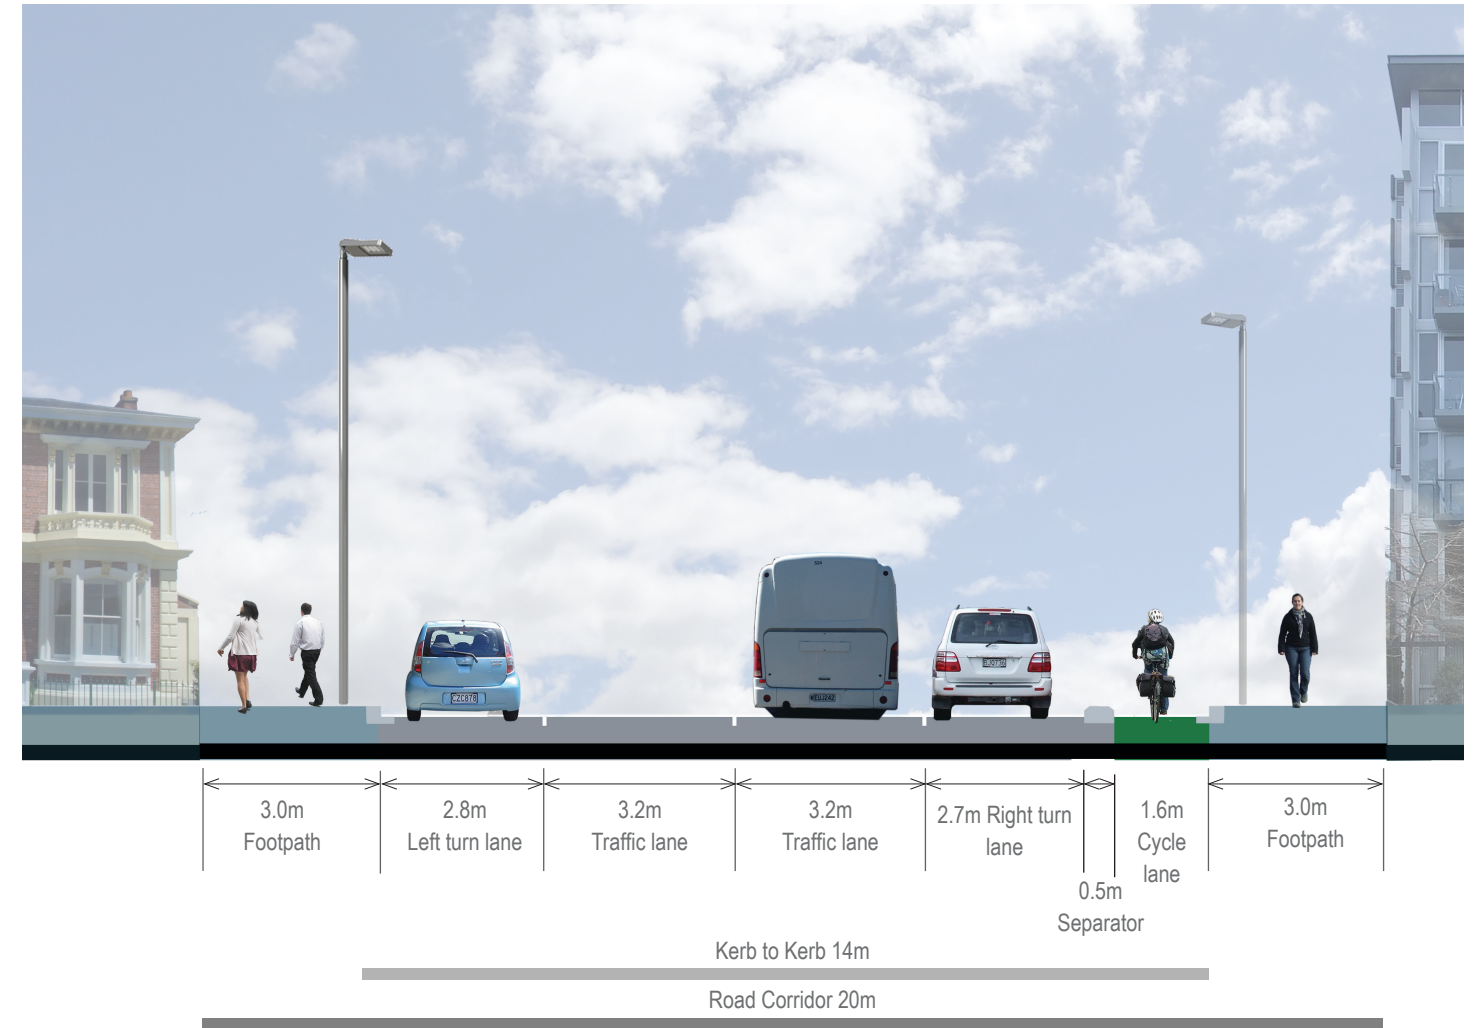 3.0m
Footpath
2.8m
Left turn lane
3.2m
Traffic lane
3.2m
Traffic lane
2.7m Right turn
lane
0.5m
Separator
1.6m
Cycle
lane
3.0m
Footpath
Kerb to Kerb 14m
Road Corridor 20m